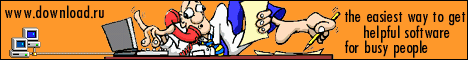 www.download.ru
the easiest way to get
helpful software
for busy people